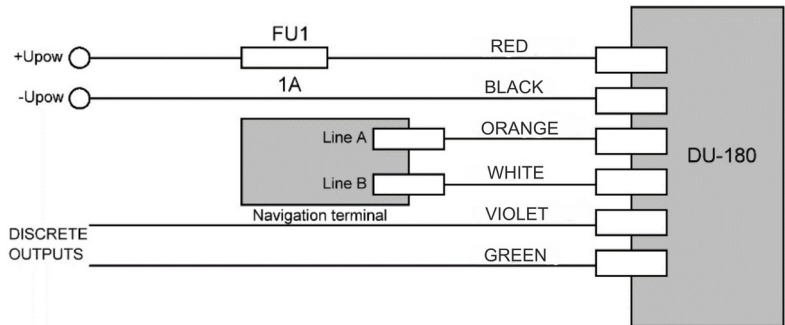 FU1
RED
+Upow
1A
BLACK
-Upow
ORANGE
Line A
DU-180
WHITE
Line B
VIOLET
Navigation terminal
DISCRETE
OUTPUTS
GREEN